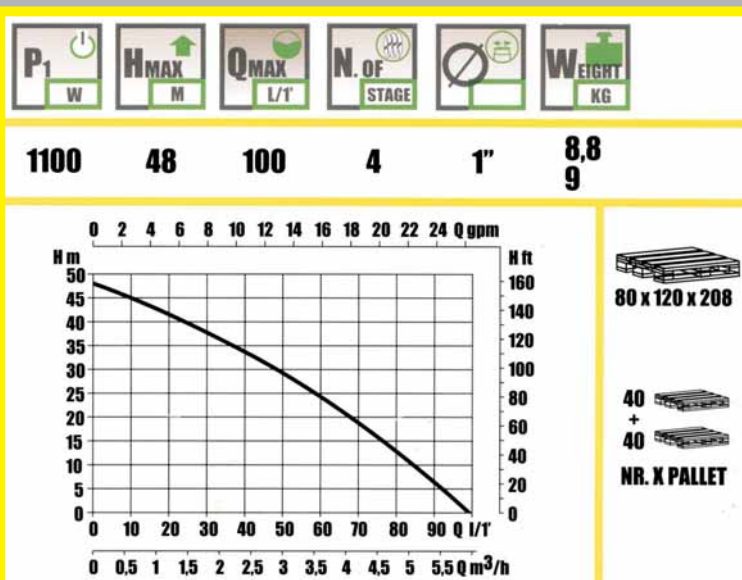 P1 W
HMAX M
QMAX L/1'
N. OF STAGE
Ø
WEIGHT KG
1100 48 100 4 1” 8,8
9
0 2 4 6 8 10 12 14 16 18 20 22 24 Q gpm
H m
50
45
40
35
30
25
20
15
10
5
0
H ft
160
140
120
100
80
60
40
20
0
0 10 20 30 40 50 60 70 80 90 Q l/1'
0 0,5 1 1,5 2 2,5 3 3,5 4 4,5 5 5,5 Q m³/h
80 x 120 x 208
40
+
40
NR. X PALLET